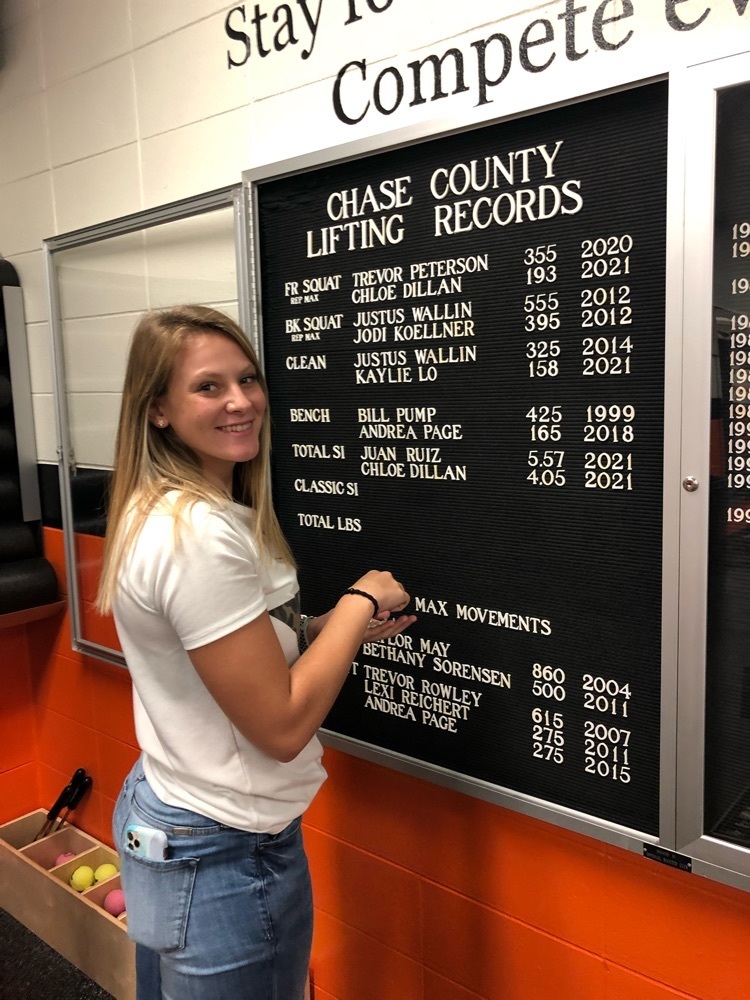 Stay
Compete
CHASE COUNTY
LIFTING RECORDS
FR SQUAT TREVOR PETERSON 355 2020
REP MAX CHLOE DILLAN 193 2021
BK SQUAT JUSTUS WALLIN 555 2012
REP MAX JODI KOELLNER 395 2012
CLEAN JUSTUS WALLIN 325 2014
KAYLIE LO 158 2021
BENCH BILL PUMP 425 1999
ANDREA PAGE 165 2018
TOTAL SI JUAN RUIZ 5.57 2021
CHLOE DILLAN 4.05 2021
CLASSIC SI
TOTAL LBS
MAX MOVEMENTS
MAY 860 2004
BETHANY SORENSEN 500 2011
T TREVOR ROWLEY 615 2007
LEXI REICHERT 275 2011
ANDREA PAGE 275 2015